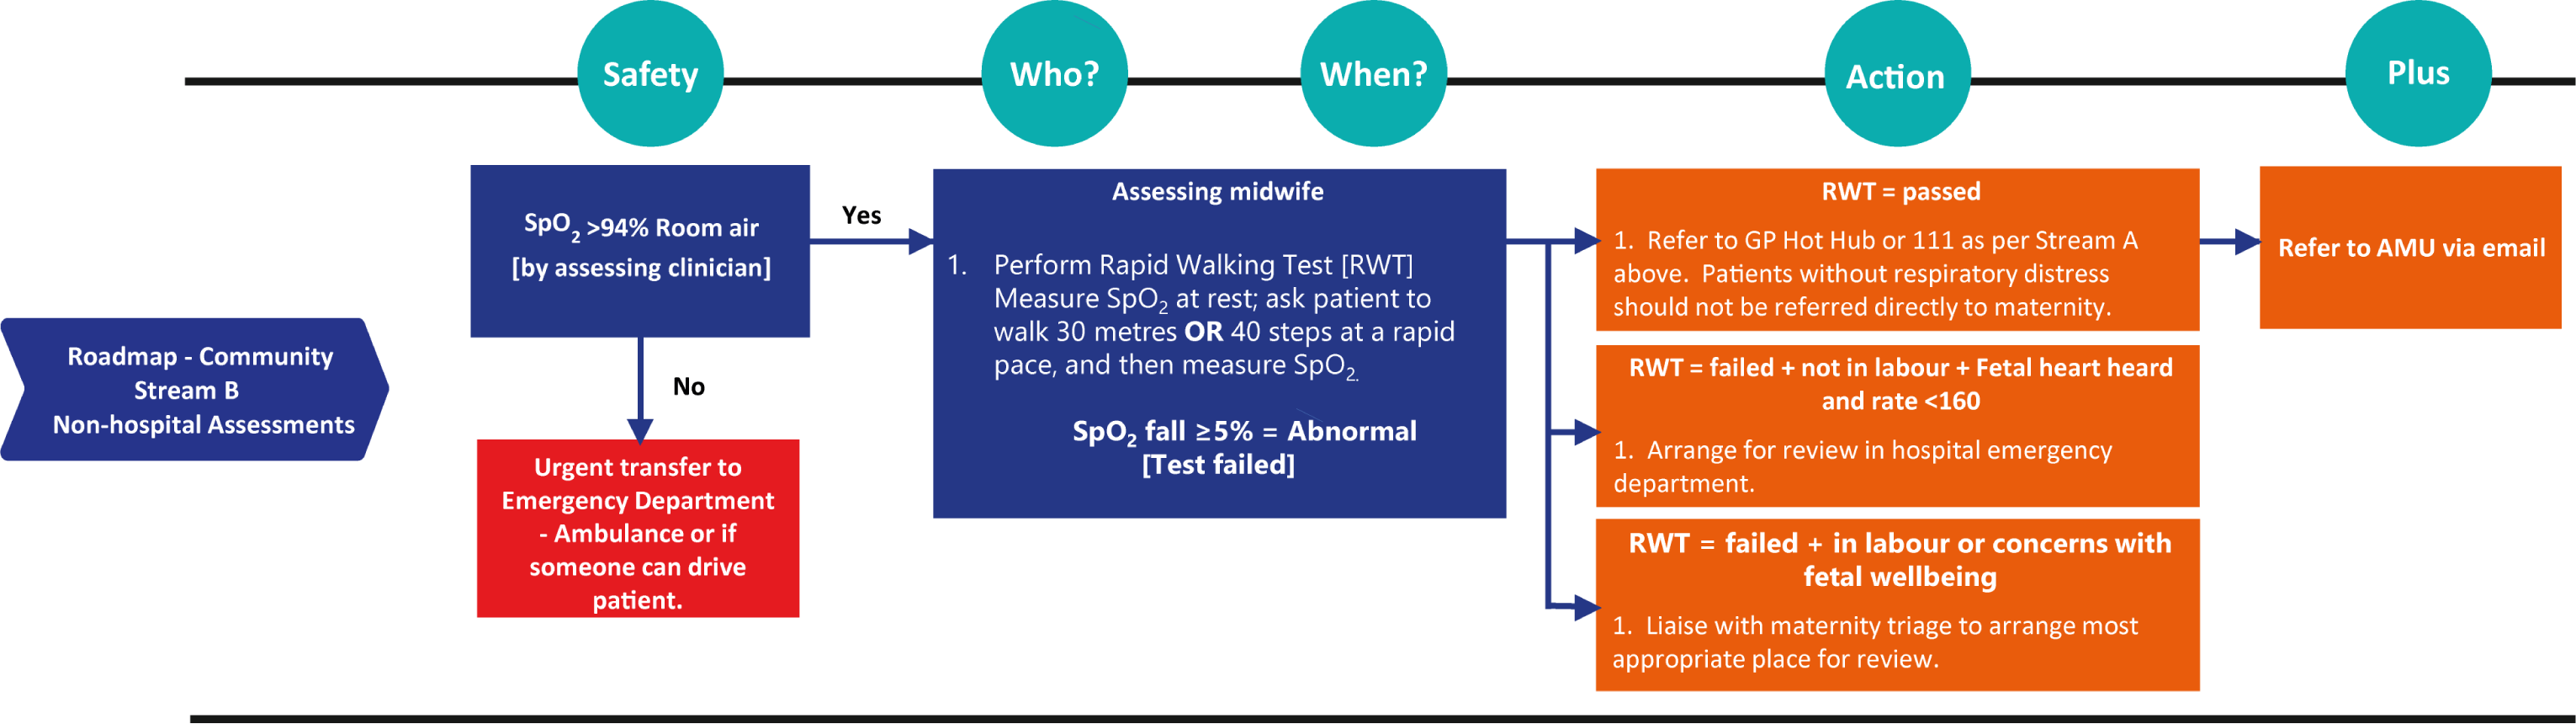 Safety
Who?
When?
Action
Plus
Roadmap - Community
Stream B
Non-hospital Assessments
SpO2 >94% Room air
[by assessing clinician]
Yes
No
Urgent transfer to
Emergency Department
- Ambulance or if
someone can drive
patient.
Assessing midwife
1. Perform Rapid Walking Test [RWT]
Measure SpO2 at rest; ask patient to
walk 30 metres OR 40 steps at a rapid
pace, and then measure SpO2.
SpO2 fall ≥5% = Abnormal
[Test failed]
RWT = passed
1. Refer to GP Hot Hub or 111 as per Stream A
above. Patients without respiratory distress
should not be referred directly to maternity.
Refer to AMU via email
RWT = failed + not in labour + Fetal heart heard
and rate <160
1. Arrange for review in hospital emergency
department.
RWT = failed + in labour or concerns with
fetal wellbeing
1. Liaise with maternity triage to arrange most
appropriate place for review.